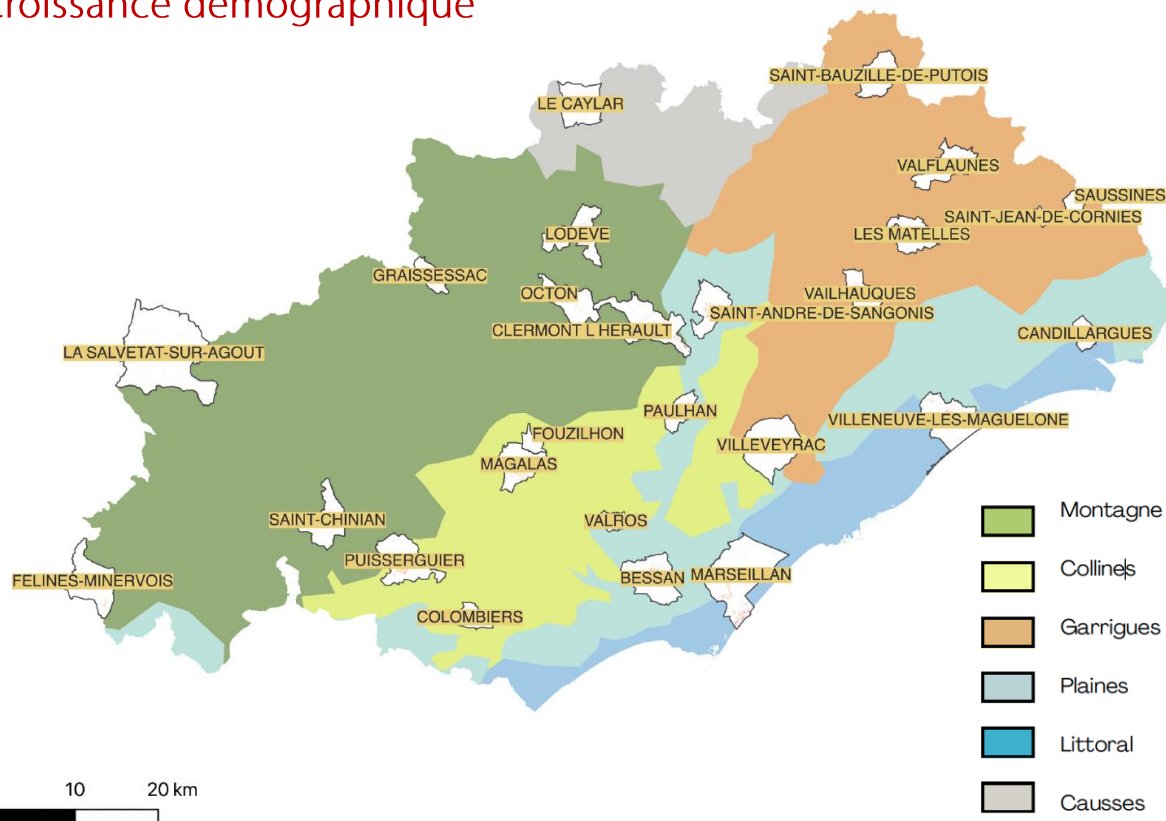 croissance démographique
SAINT-BAUZILLE-DE-PUTOIS
LE CAYLAR
VALFLAUNES
SAUSSINES
SAINT-JEAN-DE-CORNIES
LES MATELLES
LODEVE
GRAISSESSAC
OCTON
VAILHAUQUES
SAINT-ANDRE-DE-SANGONIS
CLERMONT L HERAULT
CANDILLARGUES
LA SALVETAT-SUR-AGOUT
PAULHAN
VILLENEUVE-LES-MAGUELONE
FOUZILHON
VILLEVEYRAC
MAGALAS
SAINT-CHINIAN
VALROS
PUISSERGUIER
FELINES-MINERVOIS
BESSAN
MARSEILLAN
COLOMBIERS
Montagne
Collines
Garrigues
Plaines
Littoral
Causses
10 20 km